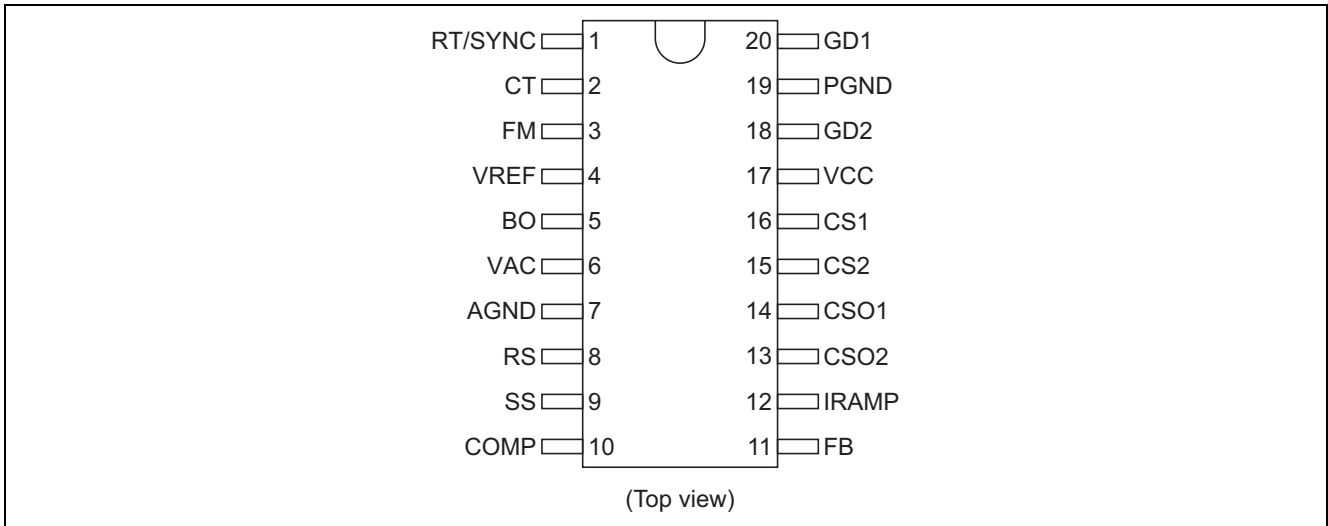 RT/SYNC 1 20 GD1
CT 2 19 PGND
FM 3 18 GD2
VREF 4 17 VCC
BO 5 16 CS1
VAC 6 15 CS2
AGND 7 14 CSO1
RS 8 13 CSO2
SS 9 12 IRAMP
COMP 10 11 FB
(Top view)